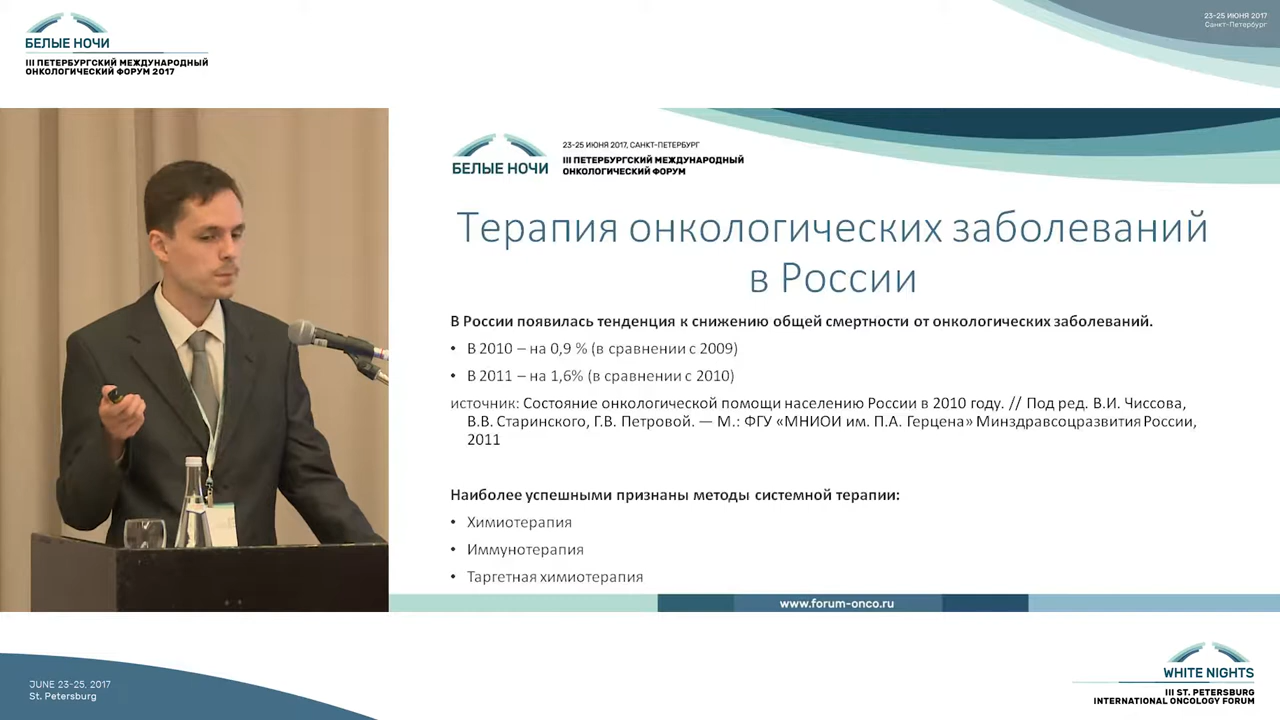 БЕЛЫЕ НОЧИ
III ПЕТЕРБУРГСКИЙ МЕЖДУНАРОДНЫЙ
ОНКОЛОГИЧЕСКИЙ ФОРУМ 2017
23-25 ИЮНЯ 2017
Санкт-Петербург
БЕЛЫЕ НОЧИ
23-25 ИЮНЯ 2017, САНКТ-ПЕТЕРБУРГ
III ПЕТЕРБУРГСКИЙ МЕЖДУНАРОДНЫЙ
ОНКОЛОГИЧЕСКИЙ ФОРУМ
Терапия онкологических заболеваний
в России
В России появилась тенденция к снижению общей смертности от онкологических заболеваний.
• В 2010 – на 0,9 % (в сравнении с 2009)
• В 2011 – на 1,6% (в сравнении с 2010)
источник: Состояние онкологической помощи населению России в 2010 году. // Под ред. В.И. Чиссова,
В.В. Старинского, Г.В. Петровой. — М.: ФГУ «МНИОИ им. П.А. Герцена» Минздравсоцразвития России,
2011
Наиболее успешными признаны методы системной терапии:
• Химиотерапия
• Иммунотерапия
• Таргетная химиотерапия
www.forum-onco.ru
JUNE 23-25, 2017
St. Petersburg
WHITE NIGHTS
III ST. PETERSBURG
INTERNATIONAL ONCOLOGY FORUM